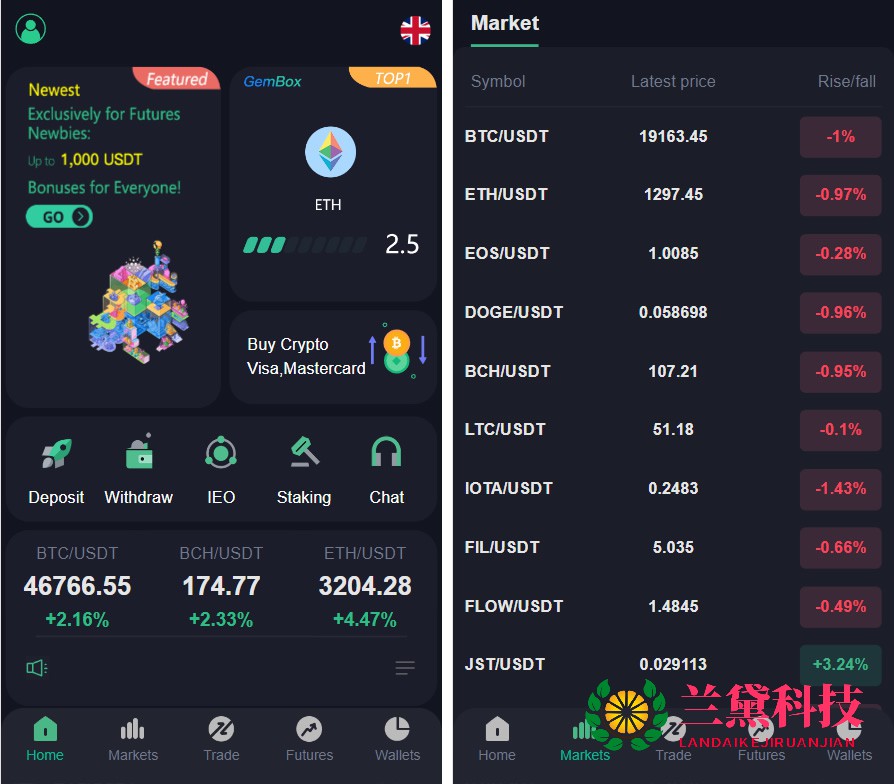 Featured
Newest
Exclusively for Futures
Newbies:
Up to 1,000 USDT
Bonuses for Everyone!
GO
GemBox
TOP1
ETH
2.5
Buy Crypto
Visa,Mastercard
Deposit Withdraw IEO Staking Chat
BTC/USDT BCH/USDT ETH/USDT
46766.55 174.77 3204.28
+2.16% +2.33% +4.47%
Home Markets Trade Futures Wallets
Market
Symbol Latest price Rise/fall
BTC/USDT 19163.45 -1%
ETH/USDT 1297.45 -0.97%
EOS/USDT 1.0085 -0.28%
DOGE/USDT 0.058698 -0.96%
BCH/USDT 107.21 -0.95%
LTC/USDT 51.18 -0.1%
IOTA/USDT 0.2483 -1.43%
FIL/USDT 5.035 -0.66%
FLOW/USDT 1.4845 -0.49%
JST/USDT 0.029113 +3.24%
兰黛科技
LANDAIKEJIRUANJIAN
Home Markets Trade Futures Wallets